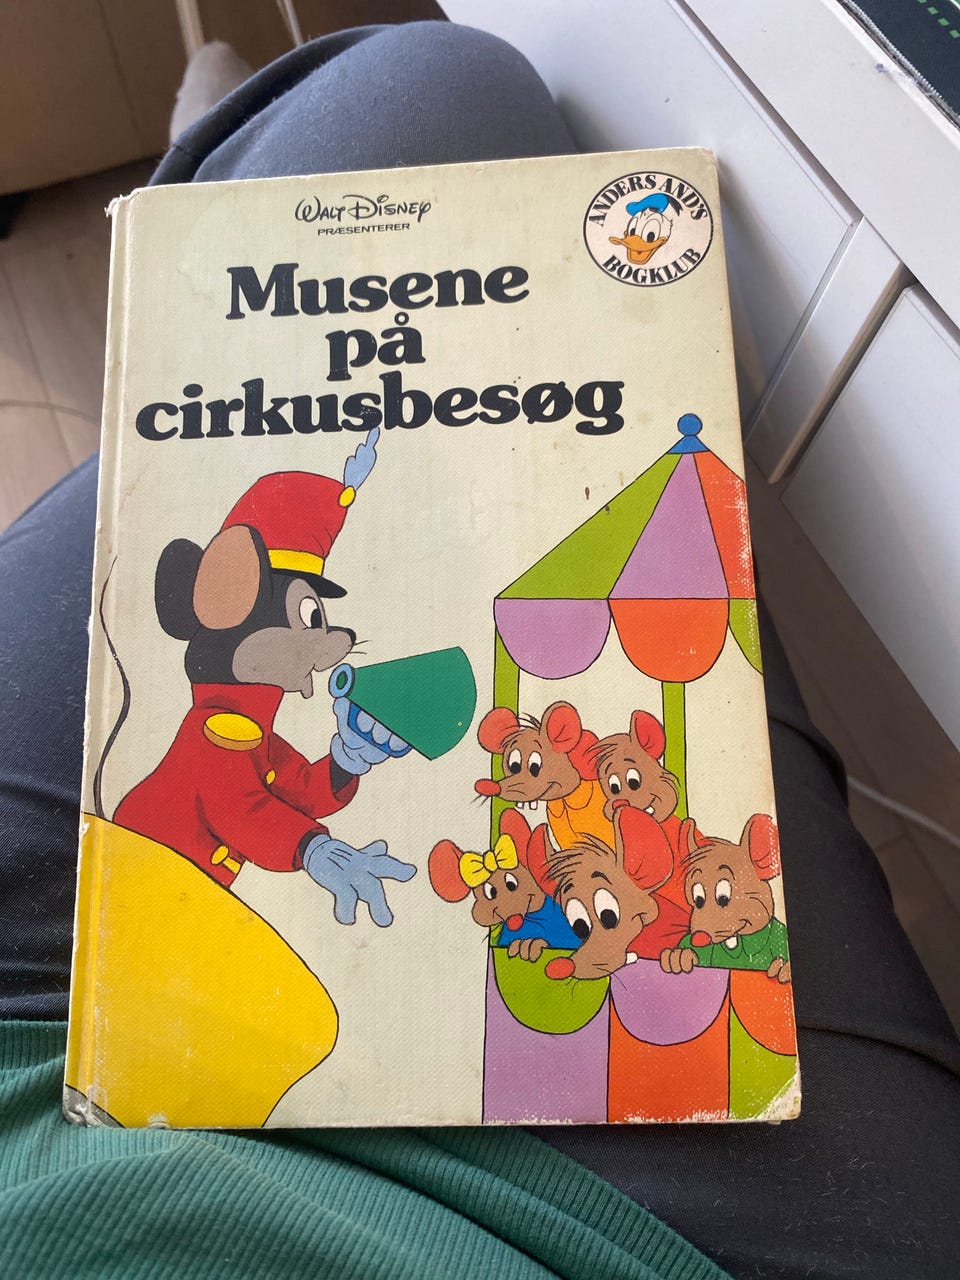 WALT DISNEY
PRÆSENTERER
ANDERS AND'S
BOGKLUB
Musene
på
cirkusbesøg